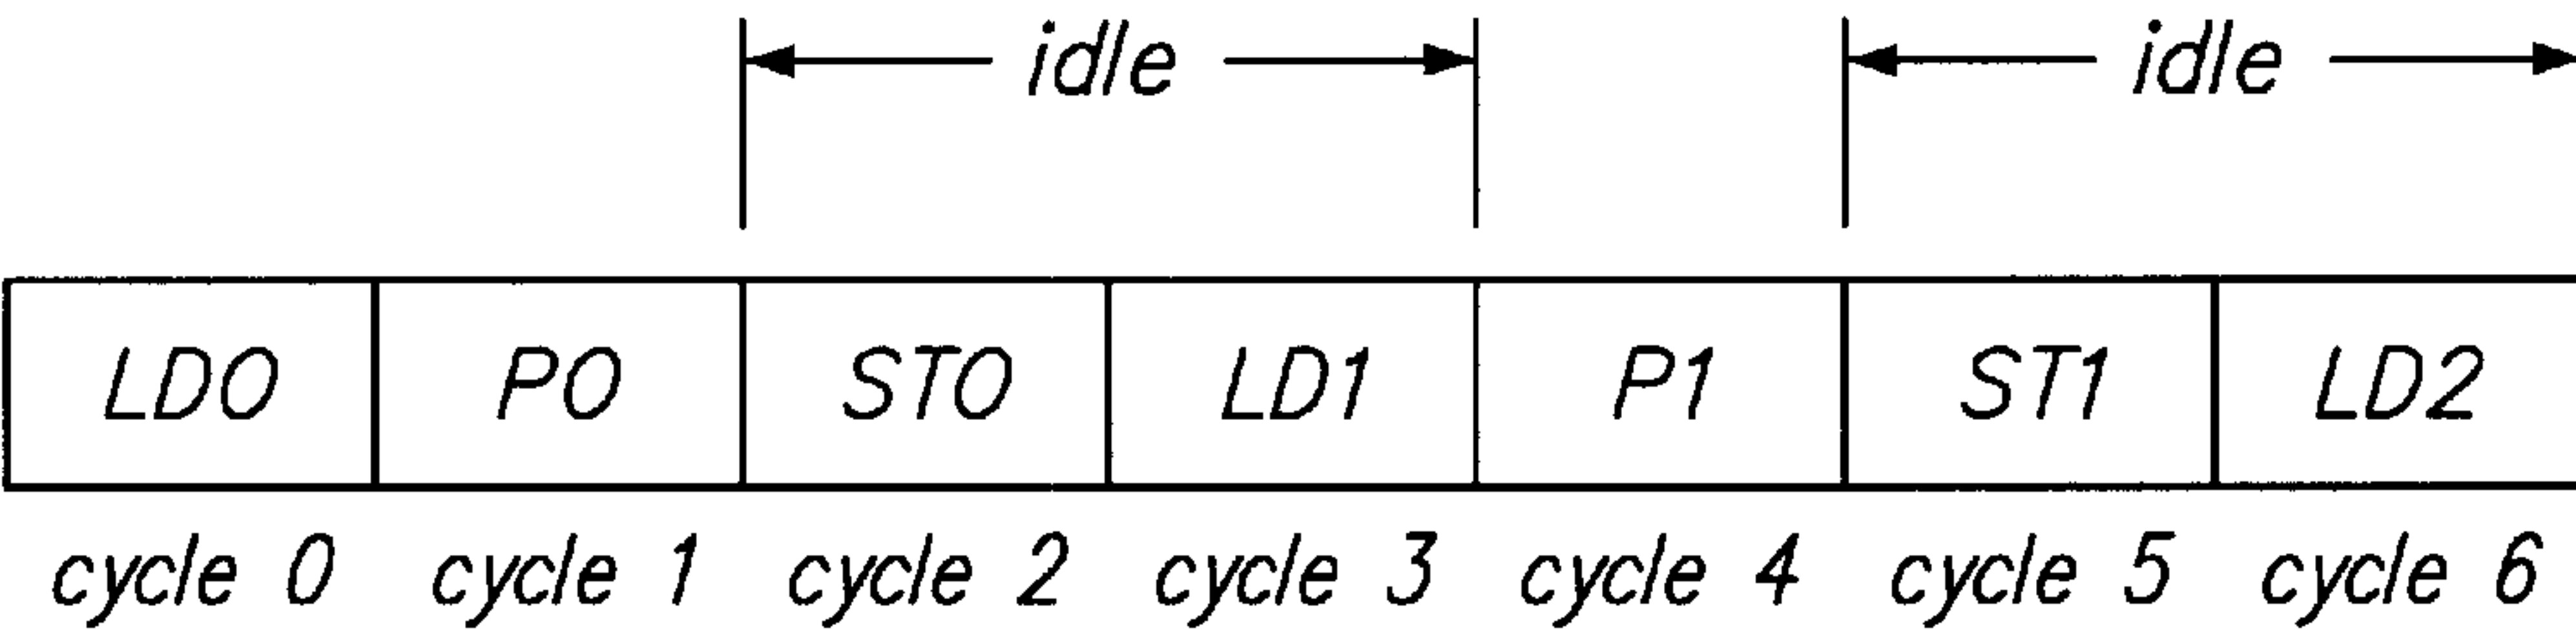 idle idle
LD0 P0 ST0 LD1 P1 ST1 LD2
cycle 0 cycle 1 cycle 2 cycle 3 cycle 4 cycle 5 cycle 6